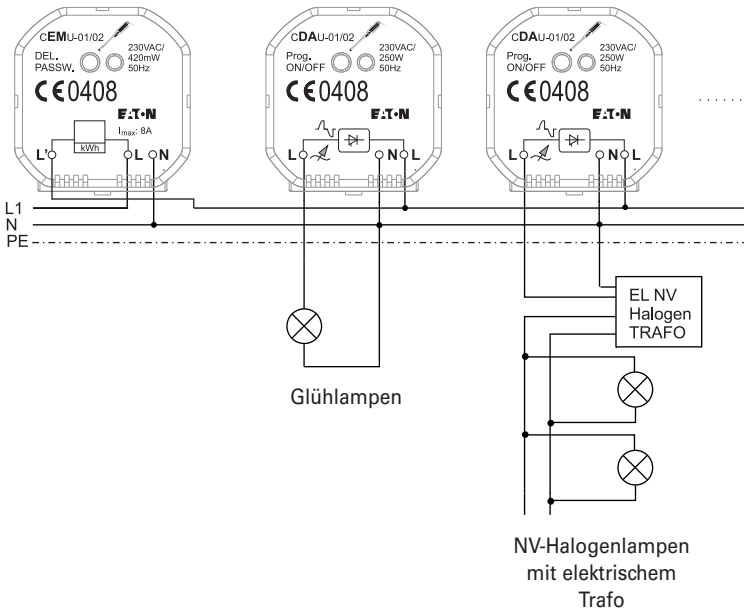 CEMU-01/02
DEL.
PASSW.
230VAC/
420mW
50Hz
CE0408
EATON
Imax: 8A
kWh
L' L N
CDAU-01/02
Prog.
ON/OFF
230VAC/
250W
50Hz
CE0408
EATON
L N L
CDAU-01/02
Prog.
ON/OFF
230VAC/
250W
50Hz
CE0408
EATON
L N L
L1
N
PE
EL NV
Halogen
TRAFO
Glühlampen
NV-Halogenlampen
mit elektrischem
Trafo